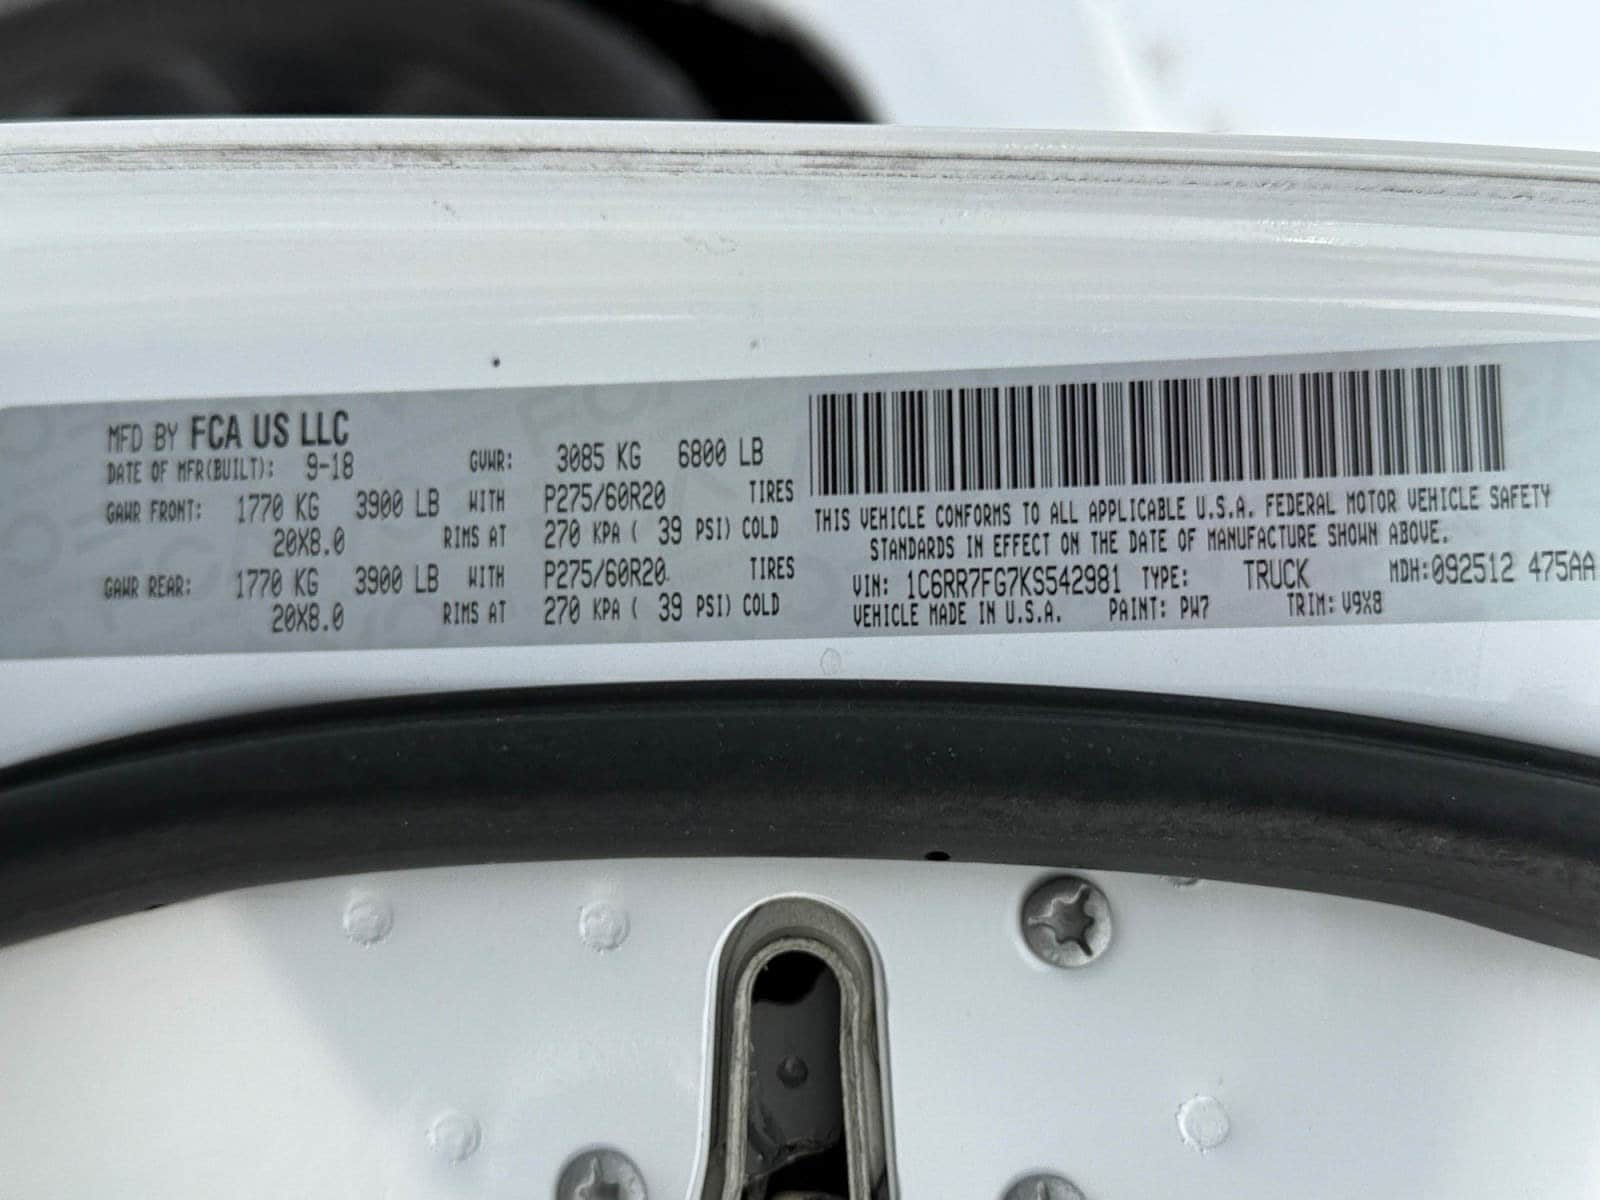 MFD BY FCA US LLC
DATE OF MFR(BUILT): 9-18 GVWR: 3085 KG 6800 LB
GAWR FRONT: 1770 KG 3900 LB WITH P275/60R20 TIRES
20X8.0 RIMS AT 270 KPA ( 39 PSI) COLD
GAWR REAR: 1770 KG 3900 LB WITH P275/60R20 TIRES
20X8.0 RIMS AT 270 KPA ( 39 PSI) COLD
THIS VEHICLE CONFORMS TO ALL APPLICABLE U.S.A. FEDERAL MOTOR VEHICLE SAFETY
STANDARDS IN EFFECT ON THE DATE OF MANUFACTURE SHOWN ABOVE.
VIN: 1C6RR7FG7KS542981 TYPE: TRUCK MDH:092512 475AA
VEHICLE MADE IN U.S.A. PAINT: PW7 TRIM: V9X8